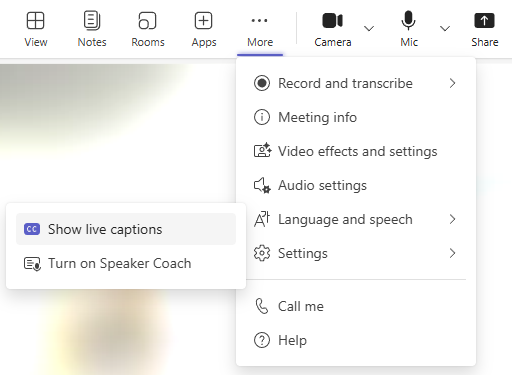 View
Notes
Rooms
Apps
More
Camera
Mic
Share
Record and transcribe
Meeting info
Video effects and settings
Audio settings
Language and speech
Settings
Call me
Help
CC Show live captions
Turn on Speaker Coach